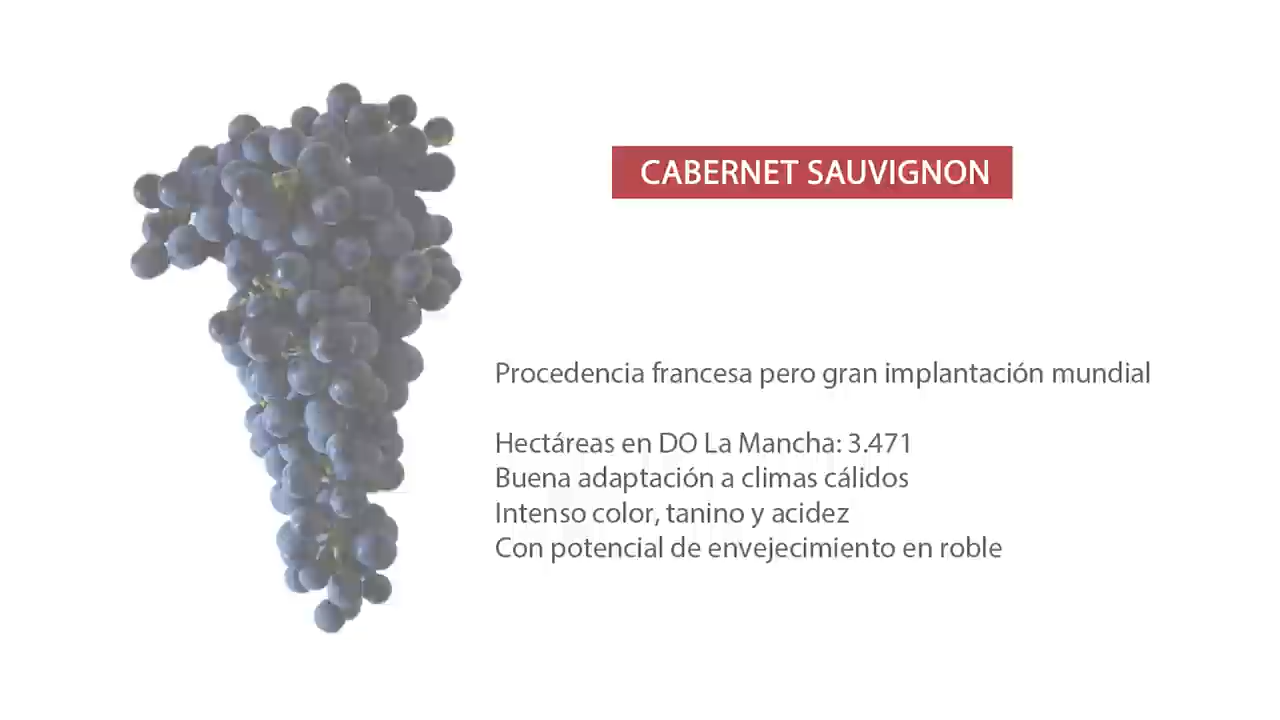 CABERNET SAUVIGNON
Procedencia francesa pero gran implantación mundial
Hectáreas en DO La Mancha: 3.471
Buena adaptación a climas cálidos
Intenso color, tanino y acidez
Con potencial de envejecimiento en roble